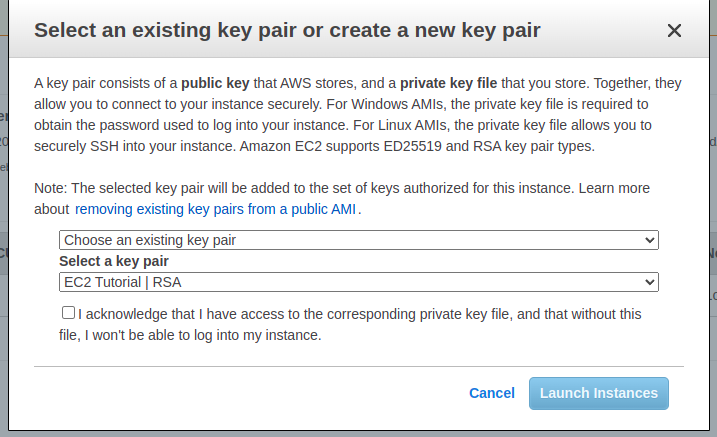 Select an existing key pair or create a new key pair
A key pair consists of a public key that AWS stores, and a private key file that you store. Together, they
allow you to connect to your instance securely. For Windows AMIs, the private key file is required to
obtain the password used to log into your instance. For Linux AMIs, the private key file allows you to
securely SSH into your instance. Amazon EC2 supports ED25519 and RSA key pair types.
Note: The selected key pair will be added to the set of keys authorized for this instance. Learn more
about removing existing key pairs from a public AMI .
Choose an existing key pair
Select a key pair
EC2 Tutorial | RSA
I acknowledge that I have access to the corresponding private key file, and that without this
file, I won't be able to log into my instance.
Cancel
Launch Instances